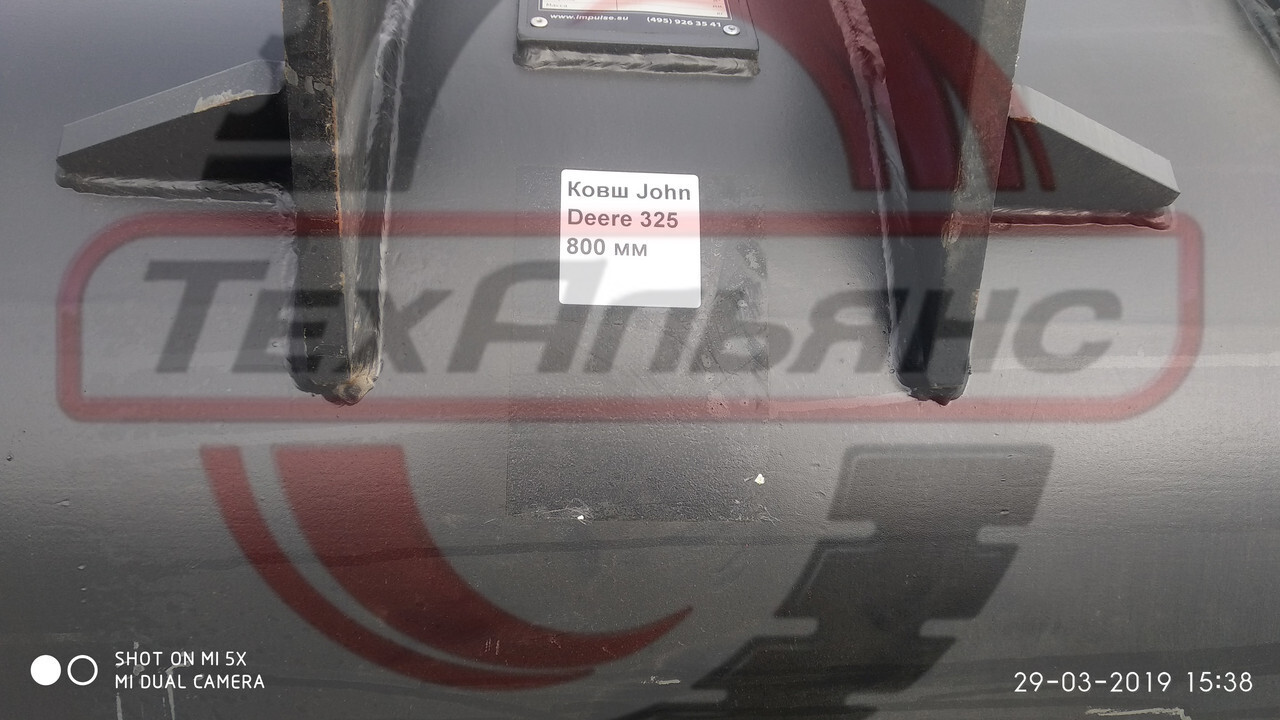 www.impulse.su (495) 926 35 41
Ковш John
Deere 325
800 мм
ТехАльянс
SHOT ON MI 5X
MI DUAL CAMERA
29-03-2019 15:38